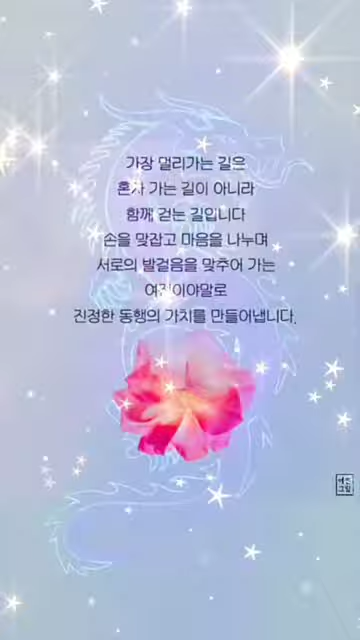 가장 멀리가는 길은
혼자 가는 길이 아니라
함께 걷는 길입니다
손을 맞잡고 마음을 나누며
서로의 발걸음을 맞추어 가는
여정이야말로
진정한 동행의 가치를 만들어냅니다.